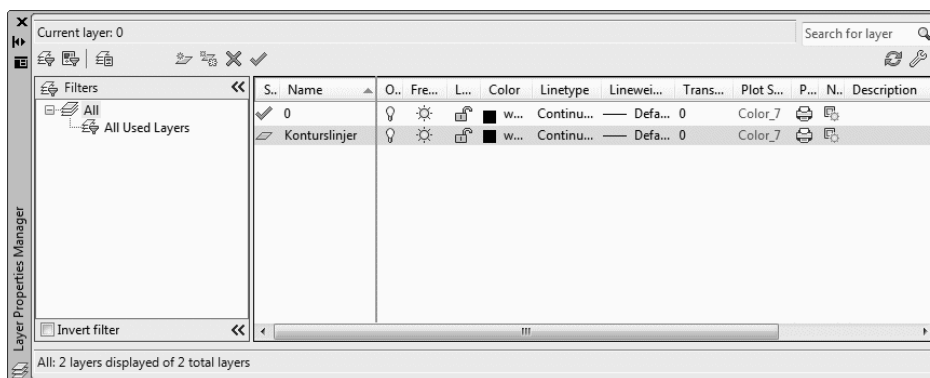 Current layer: 0
Search for layer
Filters
All
All Used Layers
S.. Name O.. Fre... L... Color Linetype Linewei... Trans... Plot S... P... N.. Description
0 w... Continu... Defa... 0 Color_7
Konturslinjer w... Continu... Defa... 0 Color_7
Invert filter
All: 2 layers displayed of 2 total layers
Layer Properties Manager